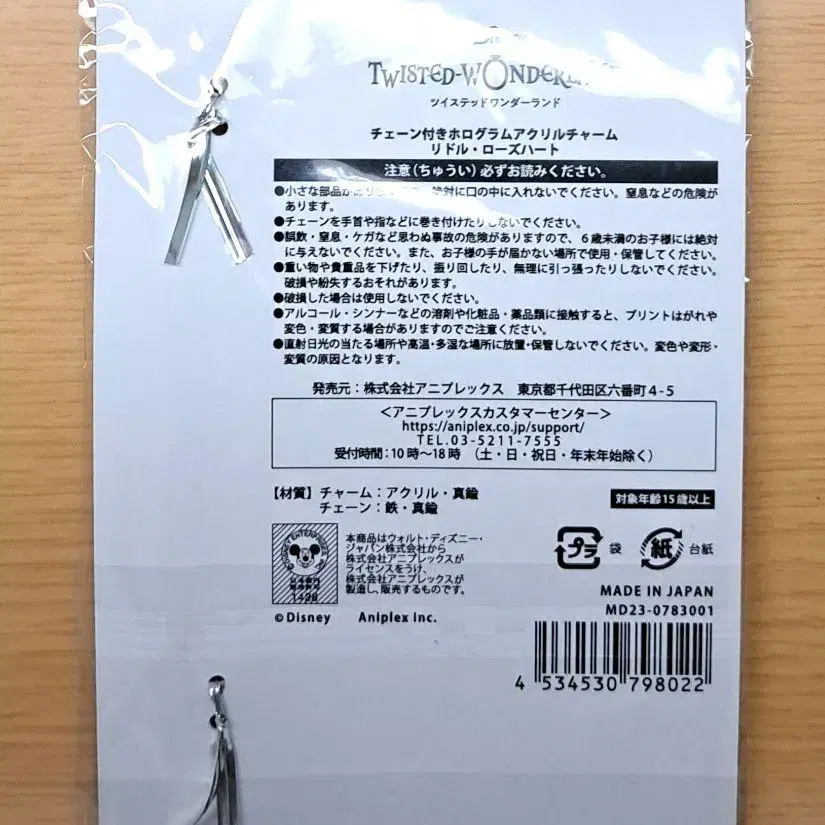 Disney
TWISTED-WONDERLAND
ツイステッドワンダーランド
チェーン付きホログラムアクリルチャーム
リドル・ローズハート
注意(ちゅうい)必ずお読みください。
●小さな部品が 絶対に口の中に入れないでください。窒息などの危険が
あります。
●チェーンを手首や指などに巻き付けたりしないでください。
●誤飲・窒息・ケガなど思わぬ事故の危険がありますので、6歳未満のお子様には絶対
に与えないでください。また、お子様の手が届かない場所で使用・保管してください。
●重い物や貴重品を下げたり、振り回したり、無理に引っ張ったりしないでください。
破損や紛失するおそれがあります。
●破損した場合は使用しないでください。
●アルコール・シンナーなどの溶剤や化粧品・薬品類に接触すると、プリントはがれや
変色・変質する場合がありますのでご注意ください。
●直射日光の当たる場所や高温・多湿な場所に放置・保管しないでください。変色や変形・
変質の原因となります。
発売元:株式会社アニプレックス 東京都千代田区六番町4-5
<アニプレックスカスタマーセンター>
https://aniplex.co.jp/support/
TEL.03-5211-7555
受付時間:10時~18時 (土・日・祝日・年末年始除く)
【材質】チャーム:アクリル・真鍮
チェーン:鉄・真鍮
対象年齢15歳以上
©DISNEY ENTERPRISES, INC.
日本国内
販売許可
1428
本商品はウォルト・ディズニー・
ジャパン株式会社から
株式会社アニプレックスが
ライセンスをうけ、
株式会社アニプレックスが
製造し、販売するものです。
プラ 袋
紙 台紙
MADE IN JAPAN
MD23-0783001
©Disney Aniplex Inc.
4 534530 798022